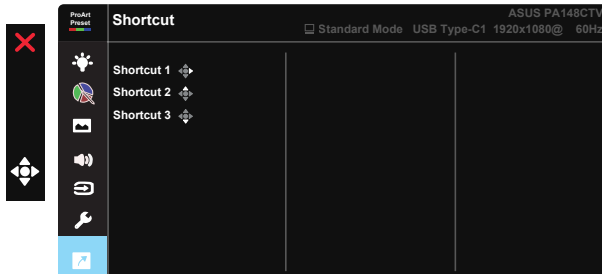 ProArt
Preset
Shortcut
ASUS PA148CTV
Standard Mode USB Type-C1 1920x1080@ 60Hz
Shortcut 1
Shortcut 2
Shortcut 3